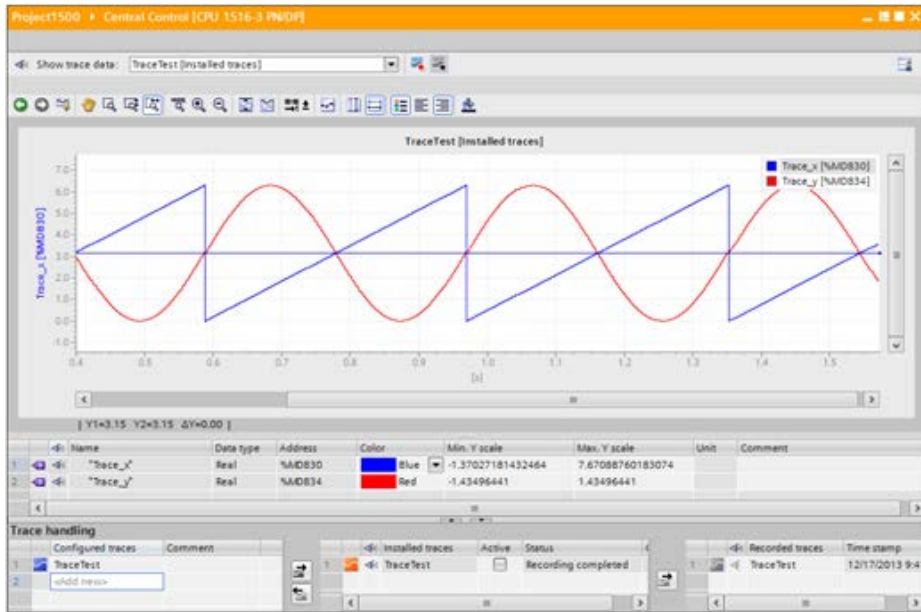 Project1500 ▸ Central Control [CPU 1516-3 PN/DP]
Show trace data: TraceTest [Installed traces]
TraceTest [Installed traces]
Trace_x [%MD830]
Trace_y [%MD834]
Trace_x [%MD830]
7.0
6.0
5.0
4.0
3.0
2.0
1.0
0.0
-1.0
0.4 0.5 0.6 0.7 0.8 0.9 1.0 1.1 1.2 1.3 1.4 1.5
[s]
[ Y1=3.15 Y2=3.15 ΔY=0.00 ]
Name Data type Address Color Min. Y scale Max. Y scale Unit Comment
1 "Trace_x" Real %MD830 Blue -1.37027181432464 7.67088760183074
2 "Trace_y" Real %MD834 Red -1.43496441 1.43496441
Trace handling
Configured traces Comment Installed traces Active Status Recorded traces Time stamp
1 TraceTest 1 TraceTest Recording completed 1 TraceTest 12/17/2013 9:4
2 <Add new>